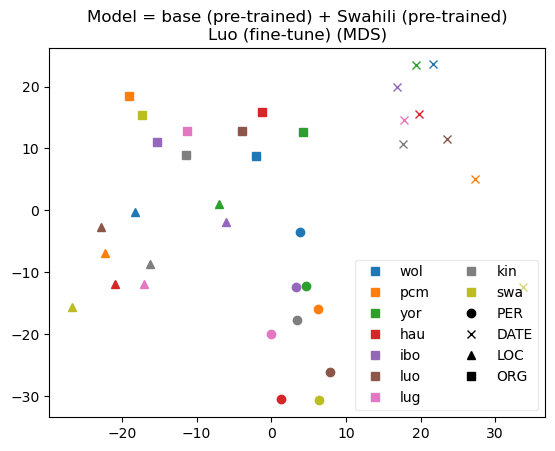 Model = base (pre-trained) + Swahili (pre-trained)
Luo (fine-tune) (MDS)
20
10
0
−10
−20
−30
−20
−10
0
10
20
30
wol
pcm
yor
hau
ibo
luo
lug
kin
swa
PER
DATE
LOC
ORG